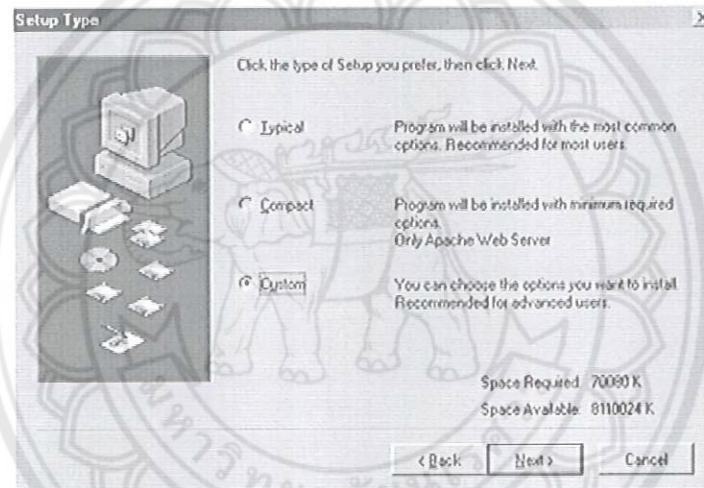 Setup Type
Click the type of Setup you prefer, then click Next.
Typical
Program will be installed with the most common
options. Recommended for most users.
Compact
Program will be installed with minimum required
options.
Only Apache Web Server
Custom
You can choose the options you want to install.
Recommended for advanced users.
Space Required: 70080 K
Space Available: 8110024 K
< Back
Next >
Cancel